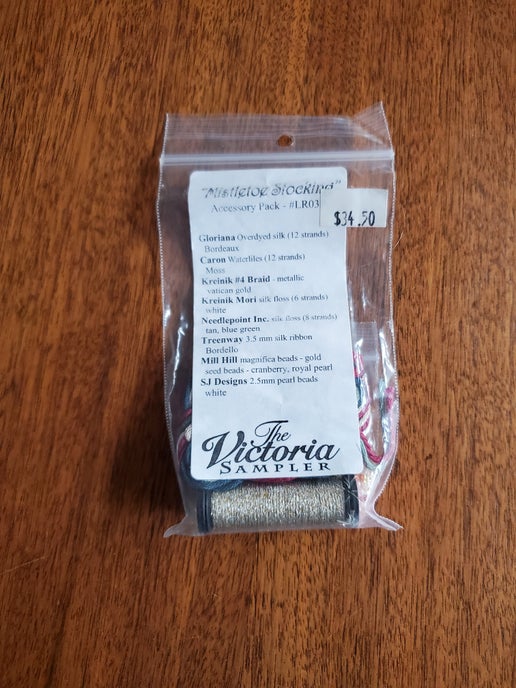 "Mistletoe Stocking"
Accessory Pack - #LR03
$34.50
Gloriana Overdyed silk (12 strands)
Bordeaux
Caron Waterlilies (12 strands)
Moss
Kreinik #4 Braid - metallic
vatican gold
Kreinik Mori silk floss (6 strands)
white
Needlepoint Inc. silk floss (8 strands)
tan, blue green
Treenway 3.5 mm silk ribbon
Bordello
Mill Hill magnifica beads - gold
seed beads - cranberry, royal pearl
SJ Designs 2.5mm pearl beads
white
The
Victoria
SAMPLER